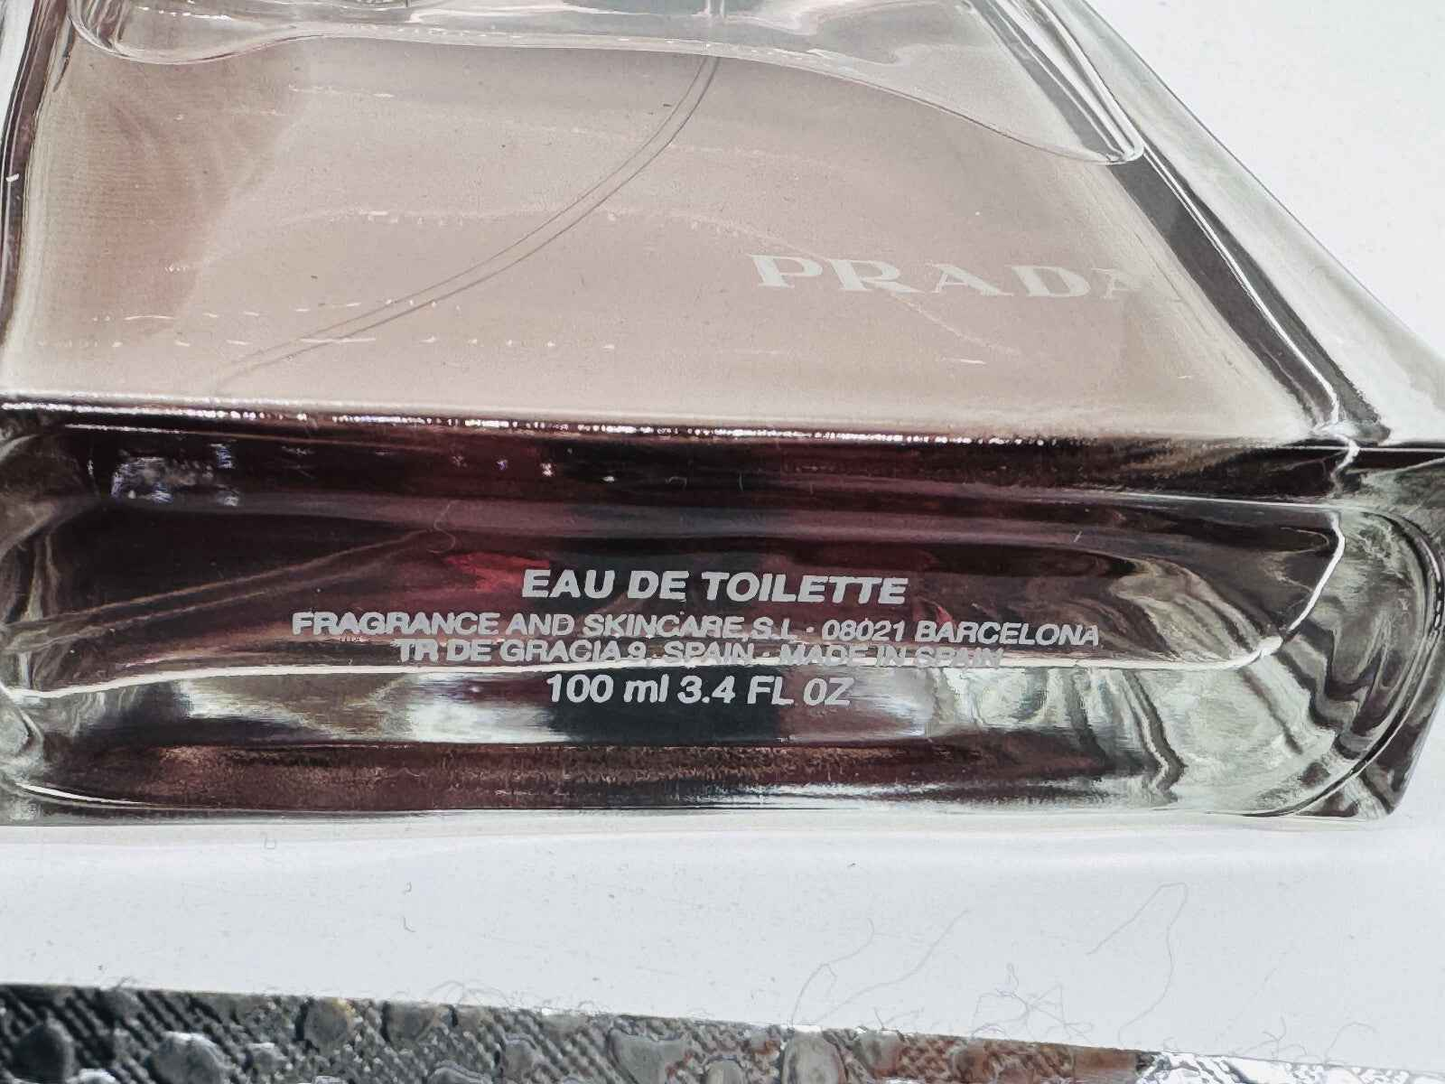 PRADA
EAU DE TOILETTE
FRAGRANCE AND SKINCARE, S.L · 08021 BARCELONA
TR DE GRACIA 9. SPAIN · MADE IN SPAIN
100 ml 3.4 FL OZ